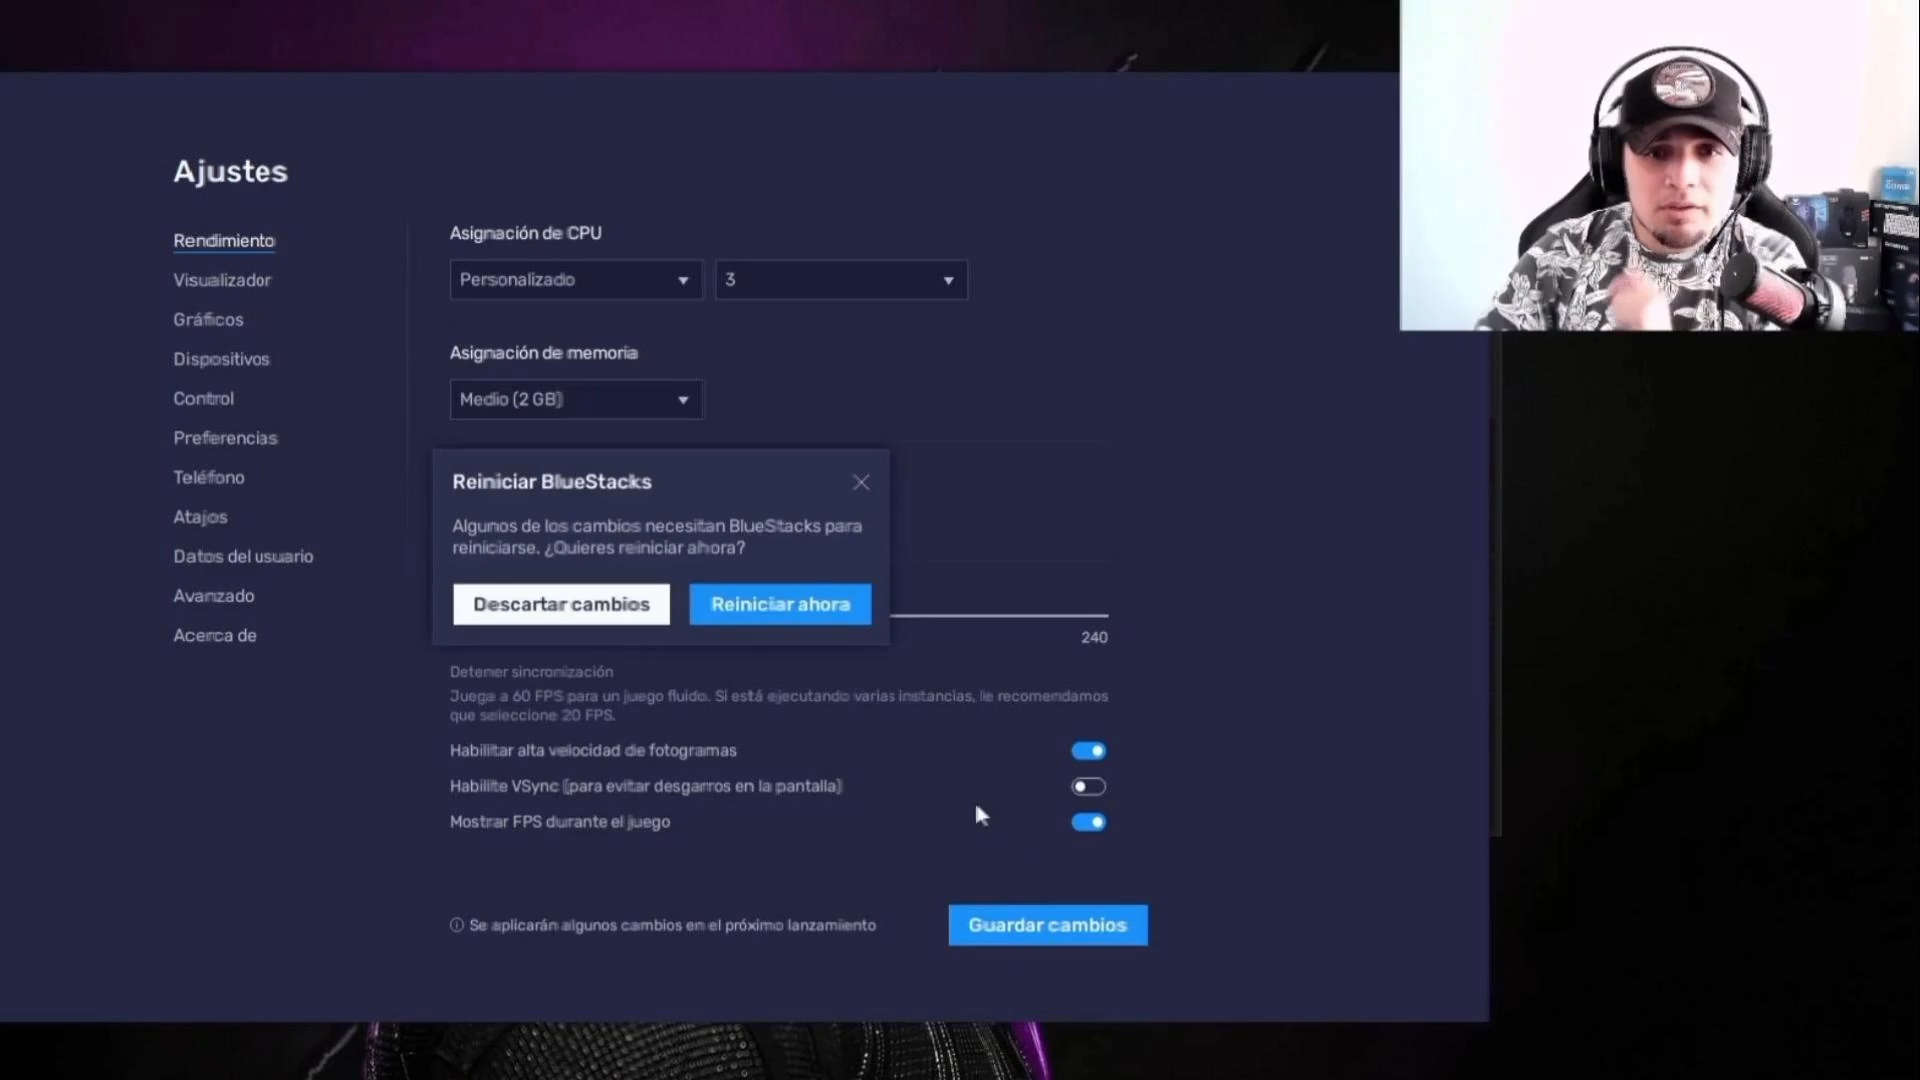 Ajustes
Rendimiento
Visualizador
Gráficos
Dispositivos
Control
Preferencias
Teléfono
Atajos
Datos del usuario
Avanzado
Acerca de
Asignación de CPU
Personalizado
3
Asignación de memoria
Medio (2 GB)
Reiniciar BlueStacks
Algunos de los cambios necesitan BlueStacks para
reiniciarse. ¿Quieres reiniciar ahora?
Descartar cambios
Reiniciar ahora
240
Detener sincronización
Juega a 60 FPS para un juego fluido. Si está ejecutando varias instancias, le recomendamos
que seleccione 20 FPS.
Habilitar alta velocidad de fotogramas
Habilite VSync (para evitar desgarros en la pantalla)
Mostrar FPS durante el juego
Se aplicarán algunos cambios en el próximo lanzamiento
Guardar cambios